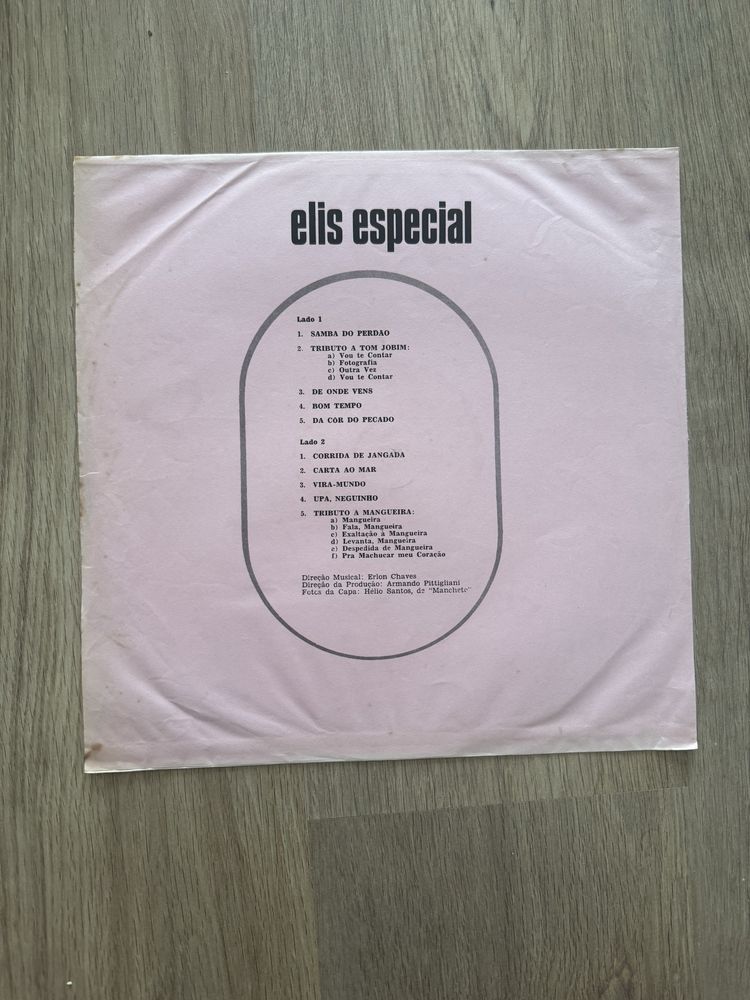 elis especial
Lado 1
1. SAMBA DO PERDÃO
2. TRIBUTO A TOM JOBIM:
a) Vou te Contar
b) Fotografia
c) Outra Vez
d) Vou te Contar
3. DE ONDE VENS
4. BOM TEMPO
5. DA CÔR DO PECADO
Lado 2
1. CORRIDA DE JANGADA
2. CARTA AO MAR
3. VIRA-MUNDO
4. UPA, NEGUINHO
5. TRIBUTO A MANGUEIRA:
a) Mangueira
b) Fala, Mangueira
c) Exaltação à Mangueira
d) Levanta, Mangueira
e) Despedida de Mangueira
f) Pra Machucar meu Coração
Direção Musical: Erlon Chaves
Direção da Produção: Armando Pittigliani
Fotos da Capa: Hélio Santos, da "Manchete"